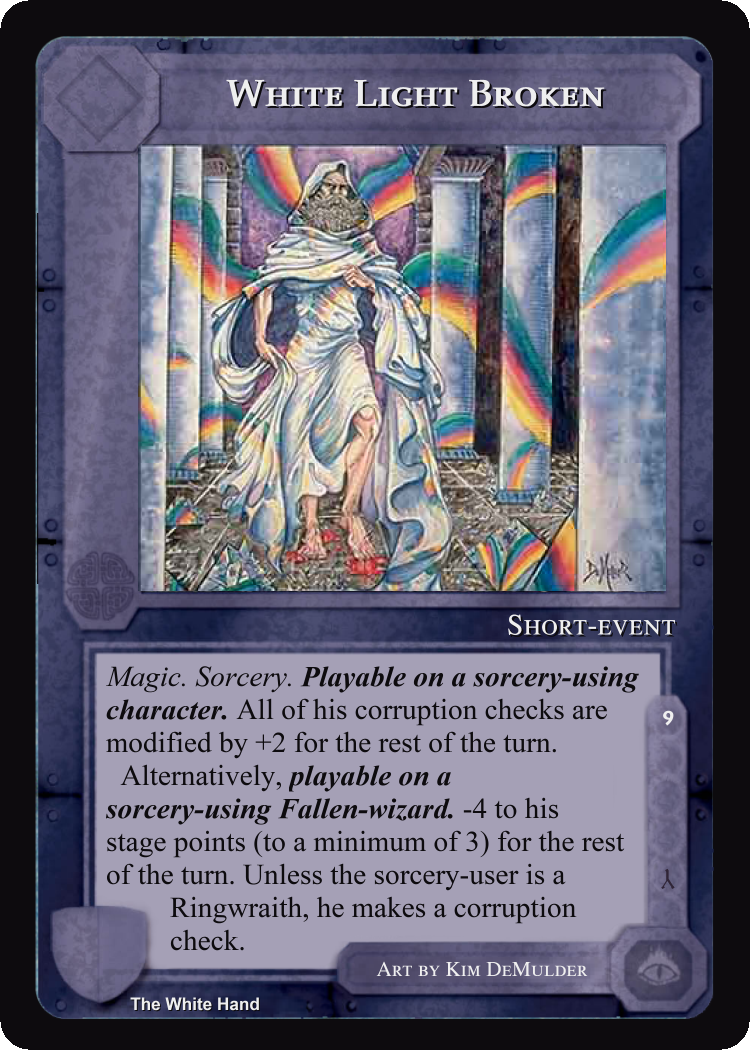 White Light Broken
DeMulder
Short-event
Magic. Sorcery. Playable on a sorcery-using
character. All of his corruption checks are
modified by +2 for the rest of the turn.
Alternatively, playable on a
sorcery-using Fallen-wizard. -4 to his
stage points (to a minimum of 3) for the rest
of the turn. Unless the sorcery-user is a
Ringwraith, he makes a corruption
check.
9
Art by Kim DeMulder
The White Hand